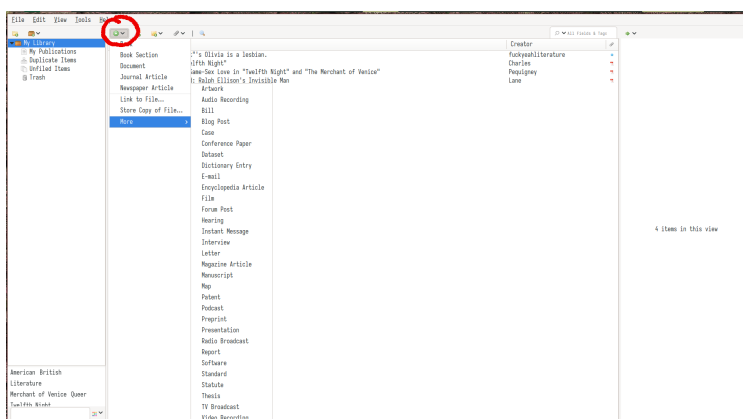 File Edit View Tools
All Fields & Tags
My Library
My Publications
Duplicate Items
Unfiled Items
Trash
Book Section
Document
Journal Article
Newspaper Article
Link to File...
Store Copy of File...
More
Creator
"'s Olivia is a lesbian.
fuckyeahliterature
elfth Night"
Charles
Same-Sex Love in "Twelfth Night" and "The Merchant of Venice"
Pequigney
: Ralph Ellison's Invisible Man
Lane
Artwork
Audio Recording
Bill
Blog Post
Case
Conference Paper
Dataset
Dictionary Entry
E-mail
Encyclopedia Article
Film
Forum Post
Hearing
Instant Message
Interview
Letter
Magazine Article
Manuscript
Map
Patent
Podcast
Preprint
Presentation
Radio Broadcast
Report
Software
Standard
Statute
Thesis
TV Broadcast
Video Recording
4 items in this view
American British
Literature
Merchant of Venice Queer
Twelfth Night